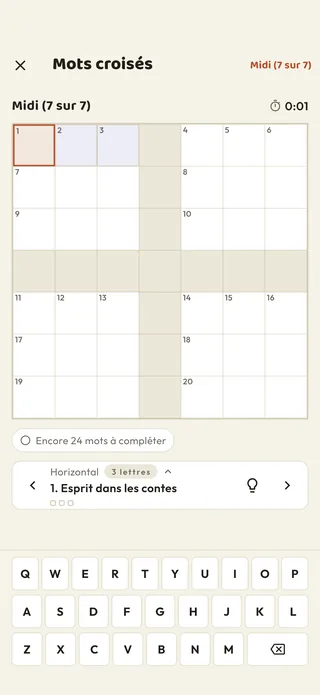 Mots croisés
Midi (7 sur 7)
Midi (7 sur 7)
0:01
1 2 3 4 5 6
7 8
9 10
11 12 13 14 15 16
17 18
19 20
Encore 24 mots à compléter
Horizontal 3 lettres
1. Esprit dans les contes
Q W E R T Y U I O P
A S D F G H J K L
Z X C V B N M